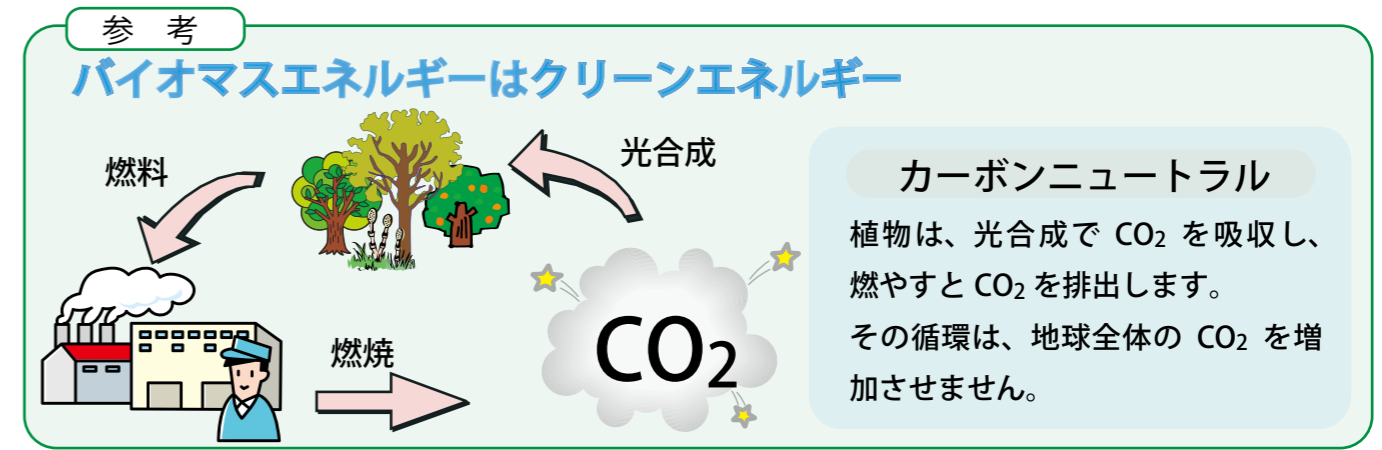 参 考
バイオマスエネルギーはクリーンエネルギー
燃料
光合成
燃焼
CO2
カーボンニュートラル
植物は、光合成で CO2 を吸収し、
燃やすと CO2 を排出します。
その循環は、地球全体の CO2 を増
加させません。